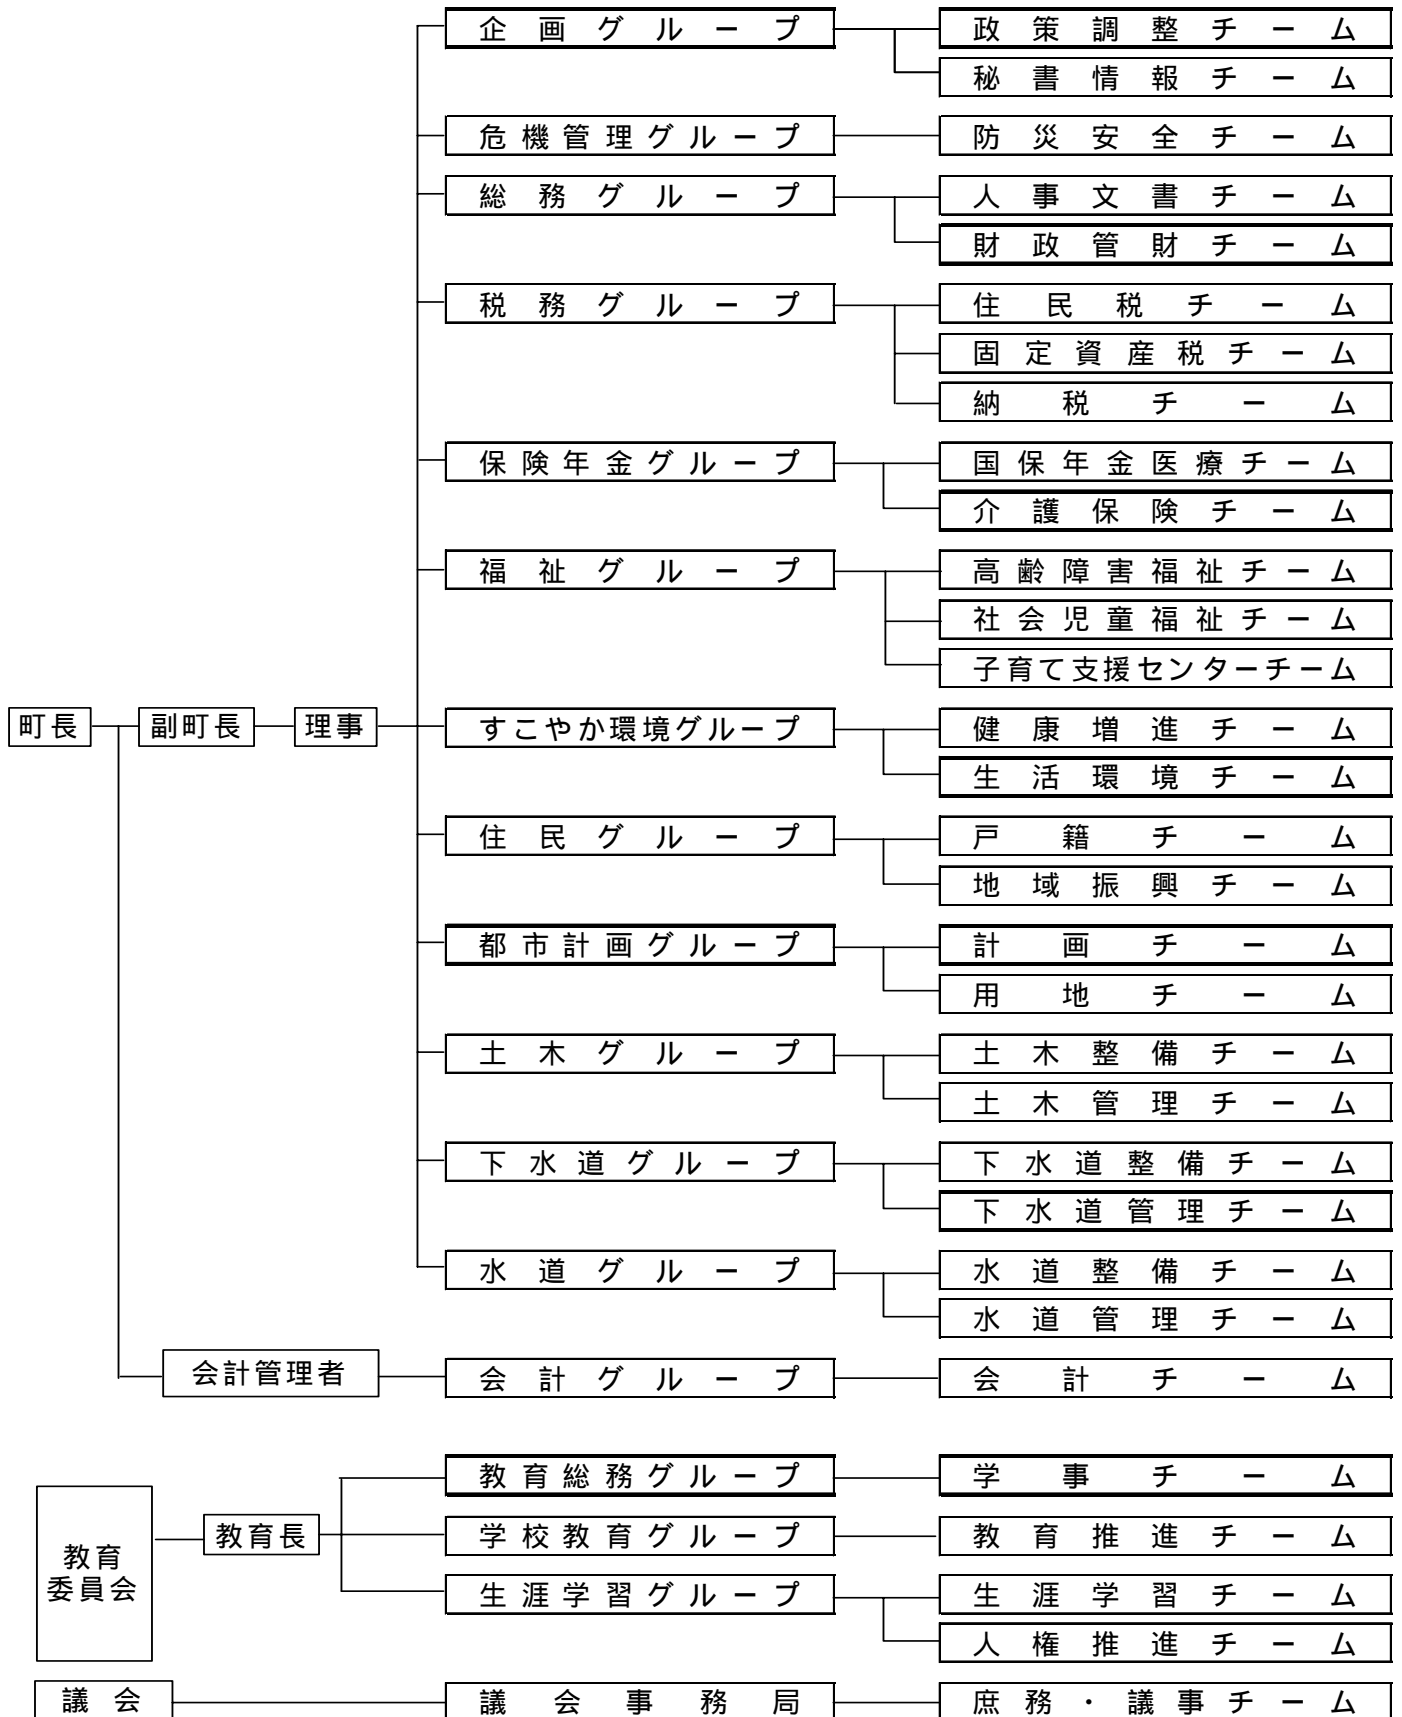 企画グループ 政策調整チーム
秘書情報チーム
危機管理グループ 防災安全チーム
総務グループ 人事文書チーム
財政管財チーム
税務グループ 住民税チーム
固定資産税チーム
納税チーム
保険年金グループ 国保年金医療チーム
介護保険チーム
福祉グループ 高齢障害福祉チーム
社会児童福祉チーム
子育て支援センターチーム
町長 副町長 理事 すこやか環境グループ 健康増進チーム
生活環境チーム
住民グループ 戸籍チーム
地域振興チーム
都市計画グループ 計画チーム
用地チーム
土木グループ 土木整備チーム
土木管理チーム
下水道グループ 下水道整備チーム
下水道管理チーム
水道グループ 水道整備チーム
水道管理チーム
会計管理者 会計グループ 会計チーム
教育総務グループ 学事チーム
教育長 学校教育グループ 教育推進チーム
教育
委員会
生涯学習グループ 生涯学習チーム
人権推進チーム
議会 議会事務局 庶務・議事チーム